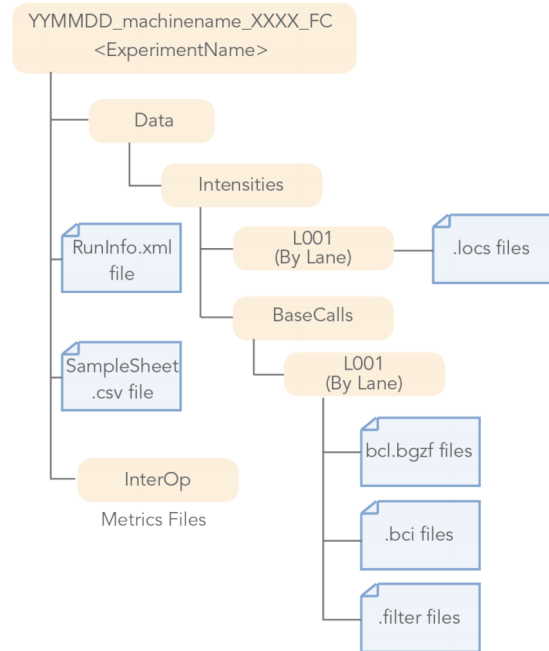 YYMMDD_machinename_XXXX_FC
<ExperimentName>
Data
Intensities
RunInfo.xml
file
L001
(By Lane)
.locs files
BaseCalls
SampleSheet
.csv file
L001
(By Lane)
bcl.bgzf files
InterOp
Metrics Files
.bci files
.filter files